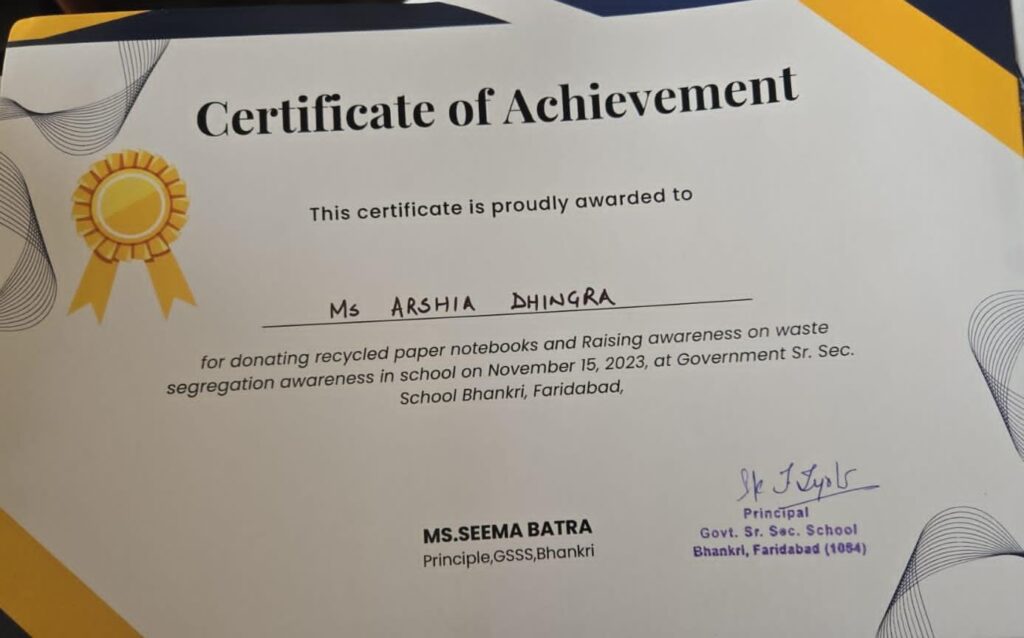 Certificate of Achievement
This certificate is proudly awarded to
Ms ARSHIA DHINGRA
for donating recycled paper notebooks and Raising awareness on waste
segregation awareness in school on November 15, 2023, at Government Sr. Sec.
School Bhankri, Faridabad,
MS.SEEMA BATRA
Principle,GSSS,Bhankri
Principal
Govt. Sr. Sec. School
Bhankri, Faridabad (1054)